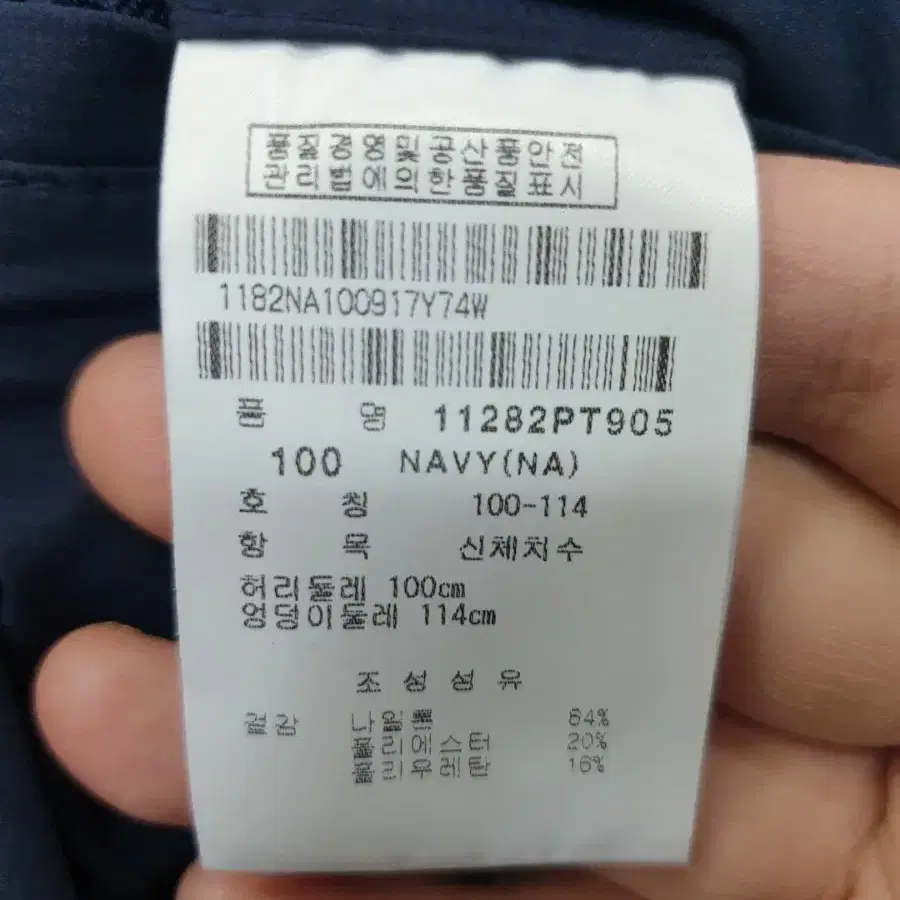 품질경영및공산품안전
관리법에의한품질표시
1182NA100917Y74W
품 명 11282PT905
100 NAVY(NA)
호 칭 100-114
항 목 신체치수
허리둘레 100cm
엉덩이둘레 114cm
조성섬유
겉감 나일론 64%
폴리에스터 20%
폴리우레탄 16%